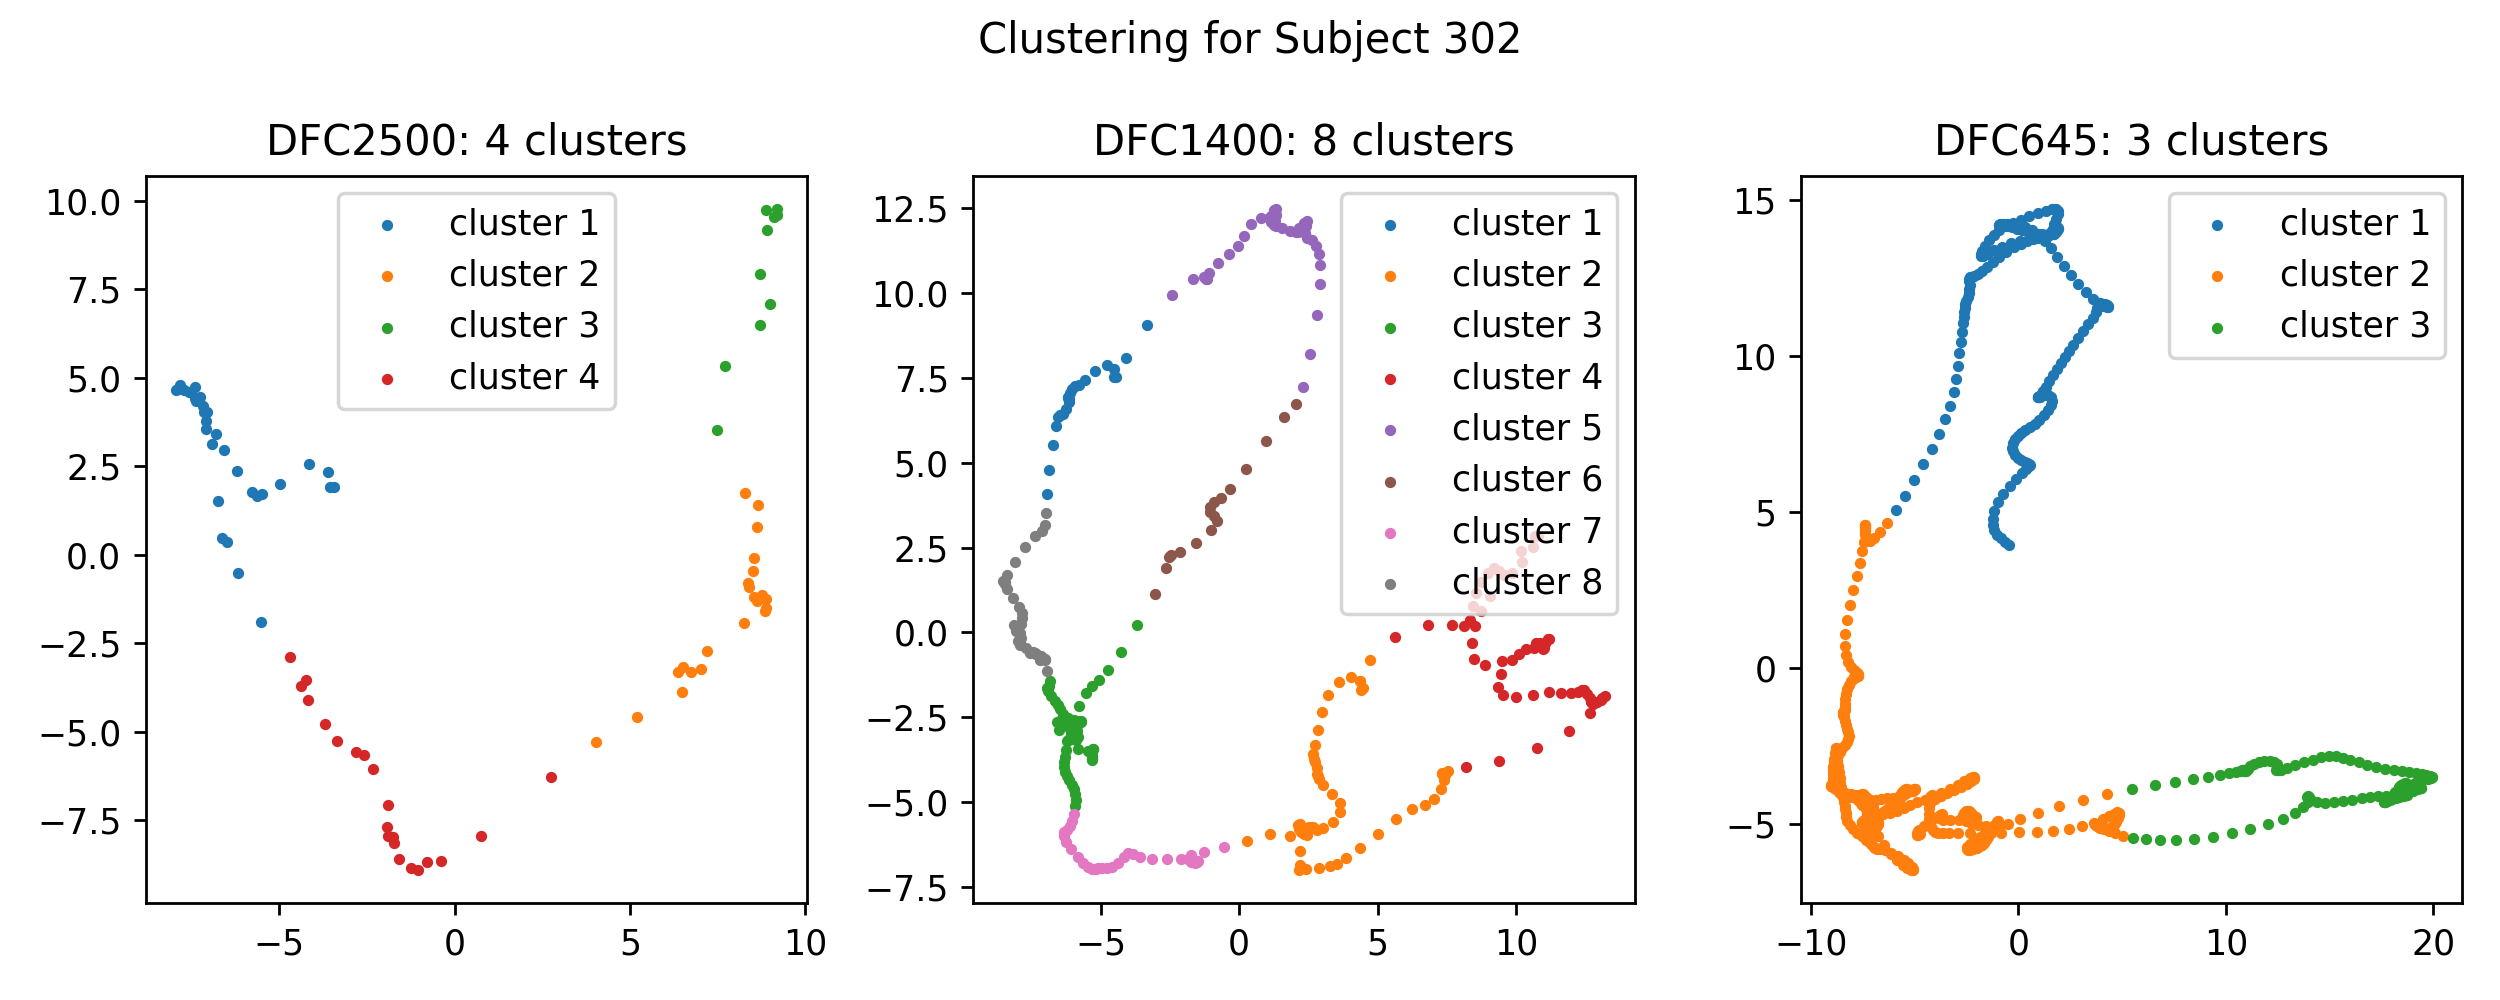 Clustering for Subject 302
DFC2500: 4 clusters
10.0
7.5
5.0
2.5
0.0
−2.5
−5.0
−7.5
−5
0
5
10
cluster 1
cluster 2
cluster 3
cluster 4
DFC1400: 8 clusters
12.5
10.0
7.5
5.0
2.5
0.0
−2.5
−5.0
−7.5
−5
0
5
10
cluster 1
cluster 2
cluster 3
cluster 4
cluster 5
cluster 6
cluster 7
cluster 8
DFC645: 3 clusters
15
10
5
0
−5
−10
0
10
20
cluster 1
cluster 2
cluster 3